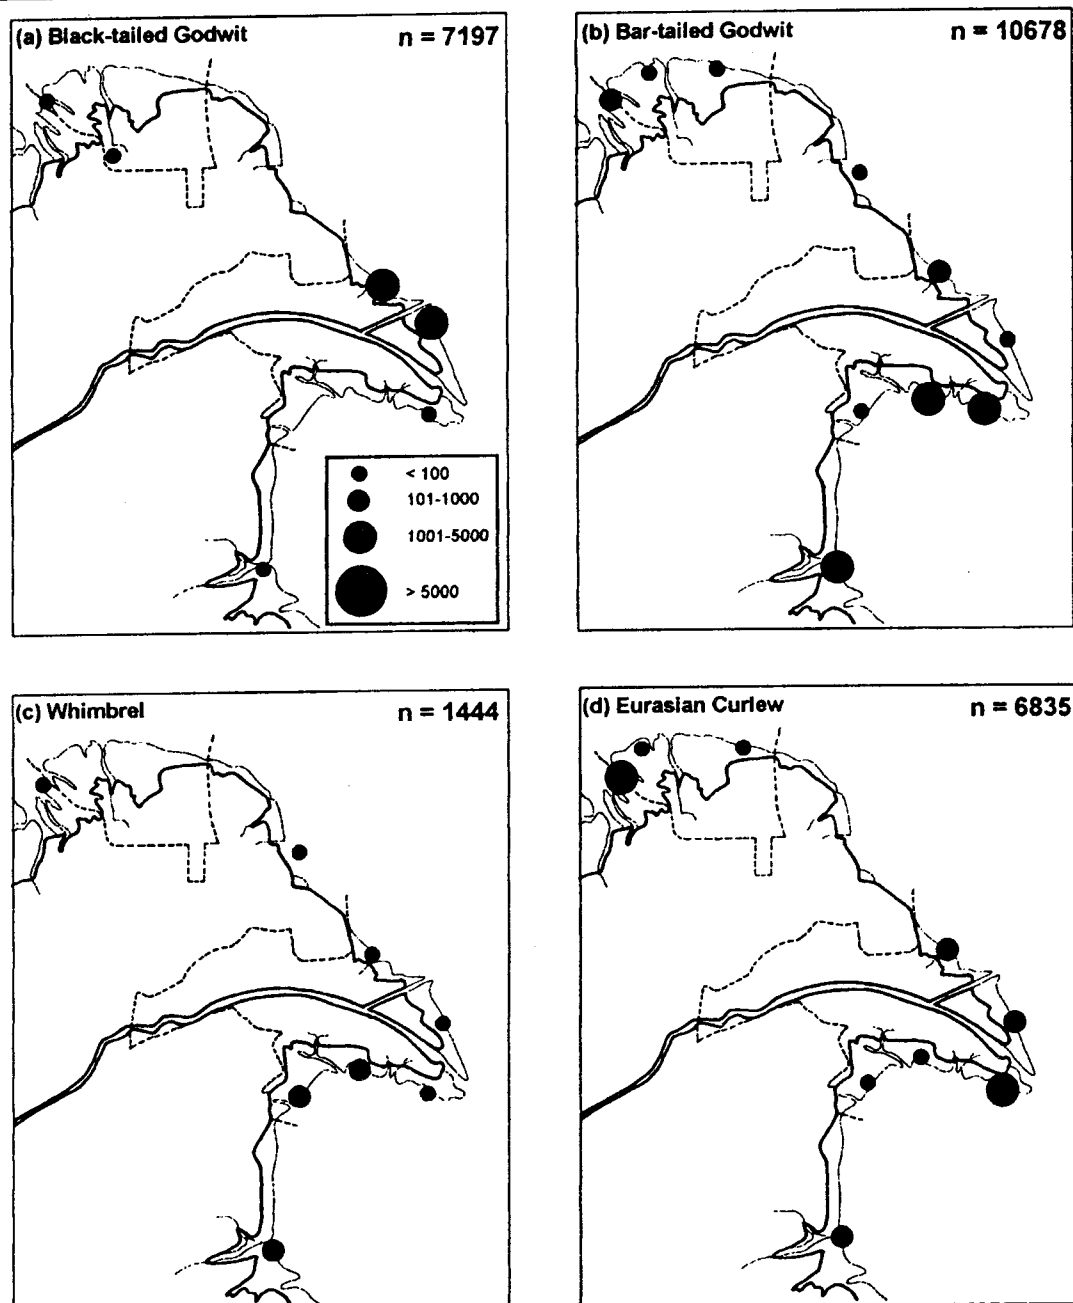 (a) Black-tailed Godwit n = 7197
(b) Bar-tailed Godwit n = 10678
< 100
101-1000
1001-5000
> 5000
(c) Whimbrel n = 1444
(d) Eurasian Curlew n = 6835